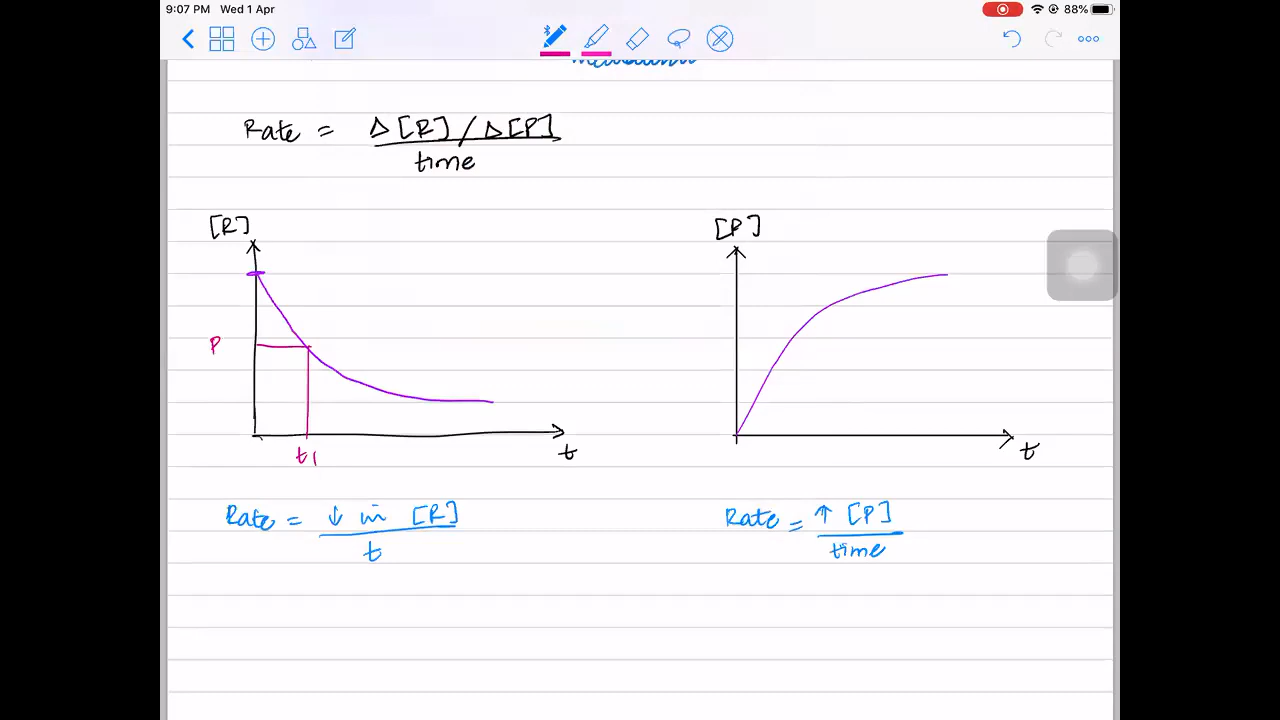 9:07 PM Wed 1 Apr
88%
Rate = Δ[R] / Δ[P]
time
[R]
[P]
P
t1
t
t
Rate = ↓ in [R]
t
Rate = ↑ [P]
time